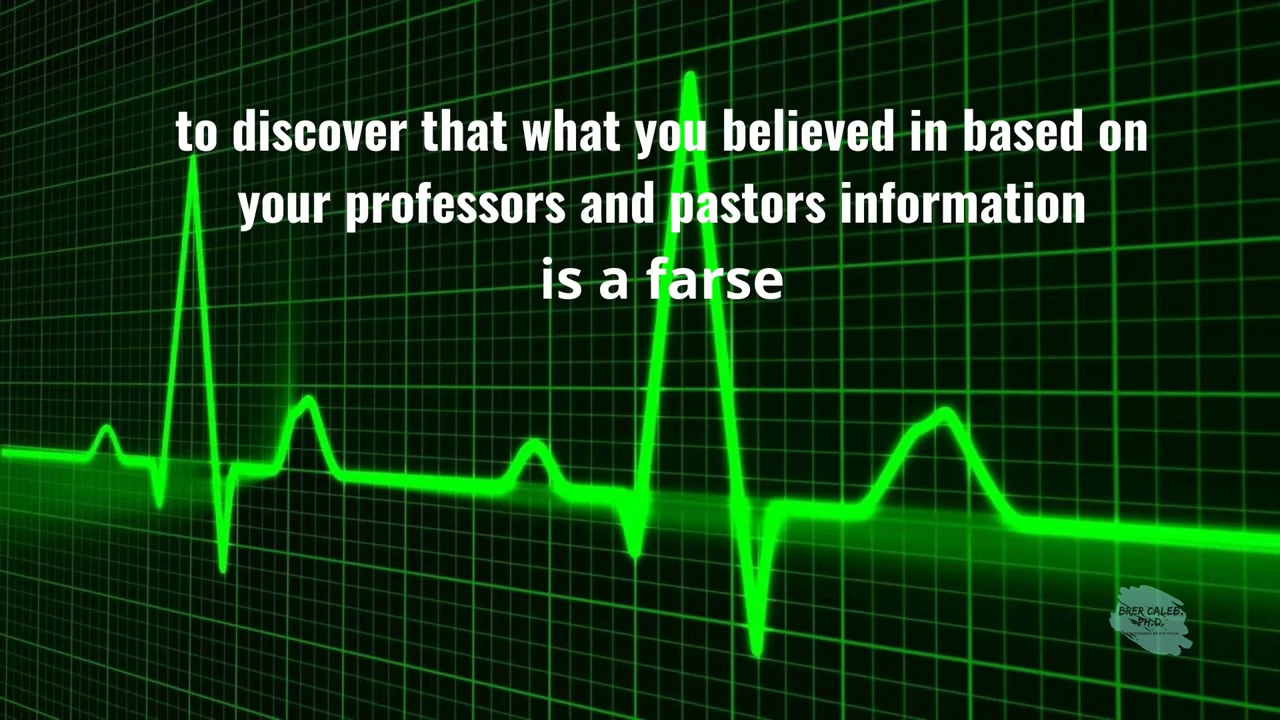 to discover that what you believed in based on
your professors and pastors information
is a farse
BRER CALEB,
PH.D.